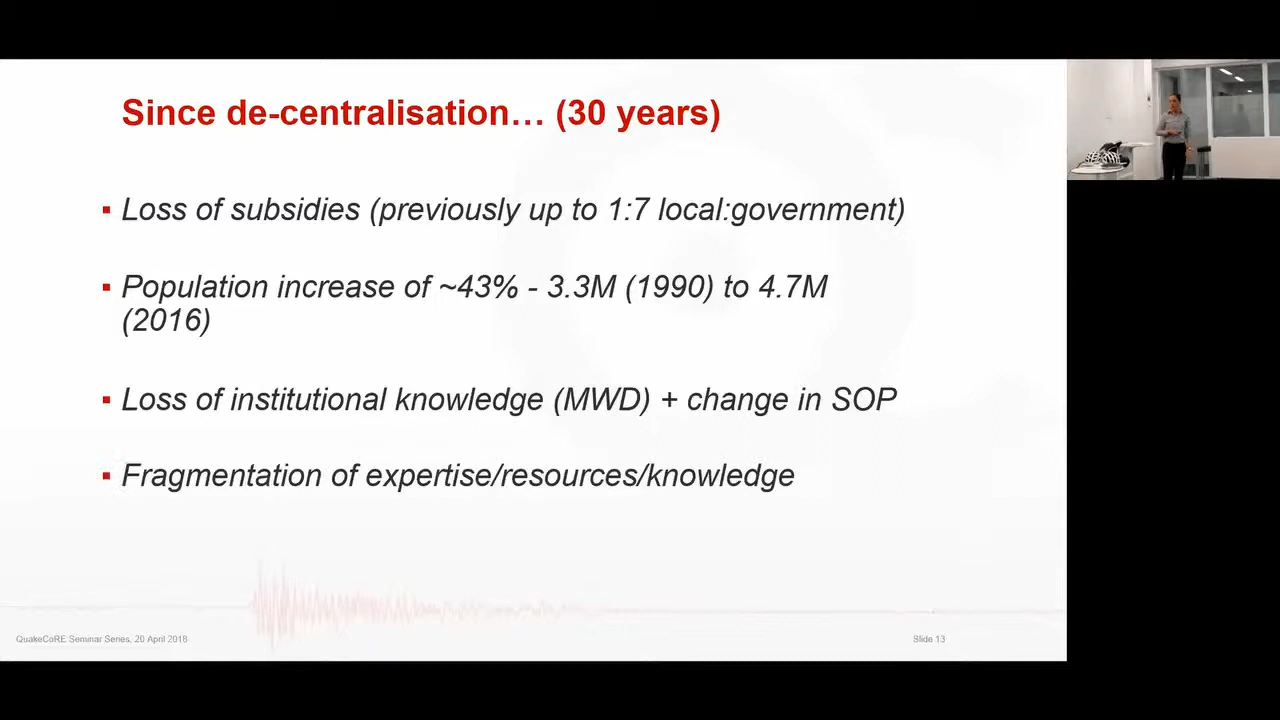 Since de-centralisation… (30 years)
▪ Loss of subsidies (previously up to 1:7 local:government)
▪ Population increase of ~43% - 3.3M (1990) to 4.7M
(2016)
▪ Loss of institutional knowledge (MWD) + change in SOP
▪ Fragmentation of expertise/resources/knowledge
QuakeCoRE Seminar Series, 20 April 2018
Slide 13